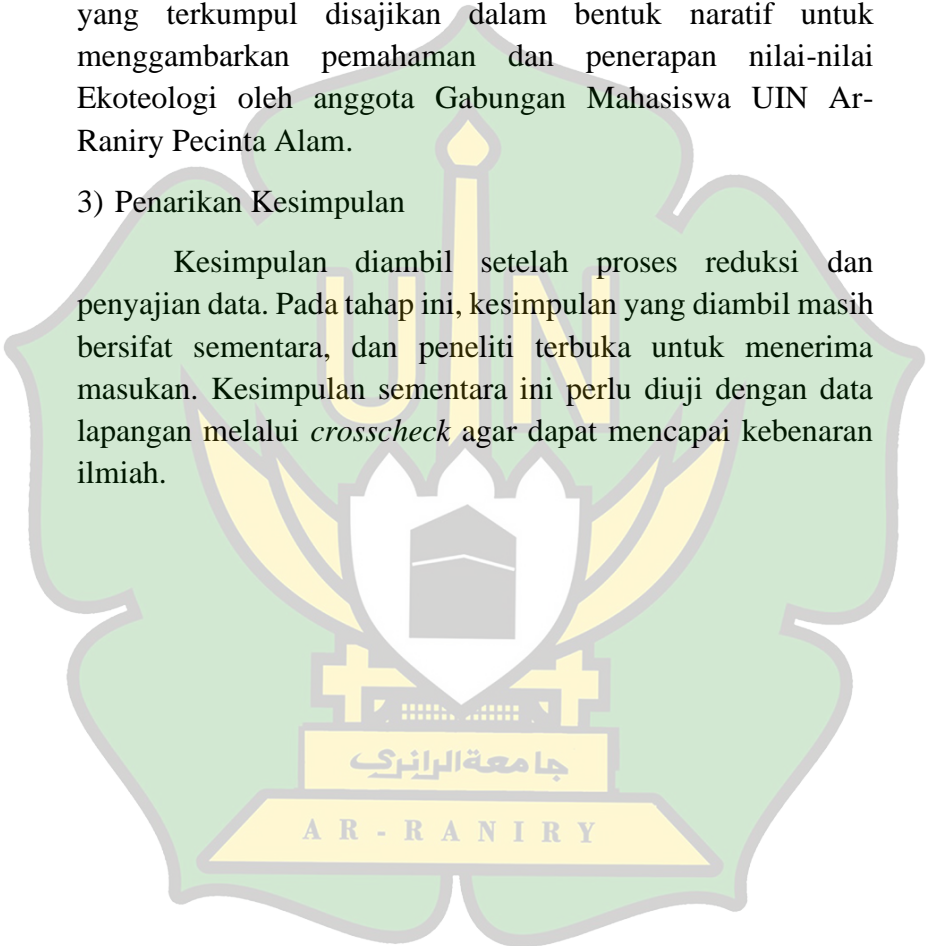 yang terkumpul disajikan dalam bentuk naratif untuk
menggambarkan pemahaman dan penerapan nilai-nilai
Ekoteologi oleh anggota Gabungan Mahasiswa UIN Ar-
Raniry Pecinta Alam.
3) Penarikan Kesimpulan
Kesimpulan diambil setelah proses reduksi dan
penyajian data. Pada tahap ini, kesimpulan yang diambil masih
bersifat sementara, dan peneliti terbuka untuk menerima
masukan. Kesimpulan sementara ini perlu diuji dengan data
lapangan melalui crosscheck agar dapat mencapai kebenaran
ilmiah.
UIN
جامعةالرانري
AR-RANIRY